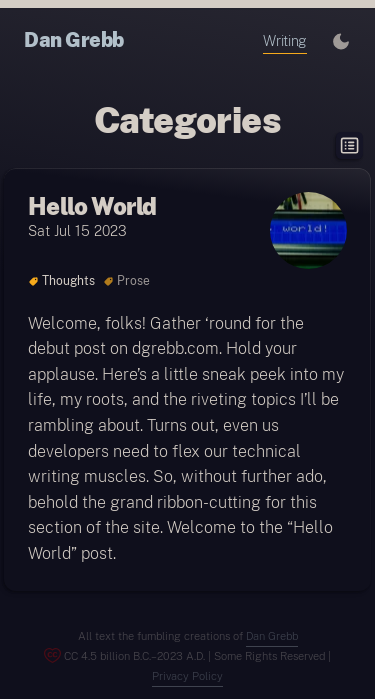 Dan Grebb
Writing
Categories
Hello World
Sat Jul 15 2023
world!
Thoughts Prose
Welcome, folks! Gather ‘round for the
debut post on dgrebb.com. Hold your
applause. Here’s a little sneak peek into my
life, my roots, and the riveting topics I’ll be
rambling about. Turns out, even us
developers need to flex our technical
writing muscles. So, without further ado,
behold the grand ribbon-cutting for this
section of the site. Welcome to the “Hello
World” post.
All text the fumbling creations of Dan Grebb
CC 4.5 billion B.C.–2023 A.D. | Some Rights Reserved |
Privacy Policy